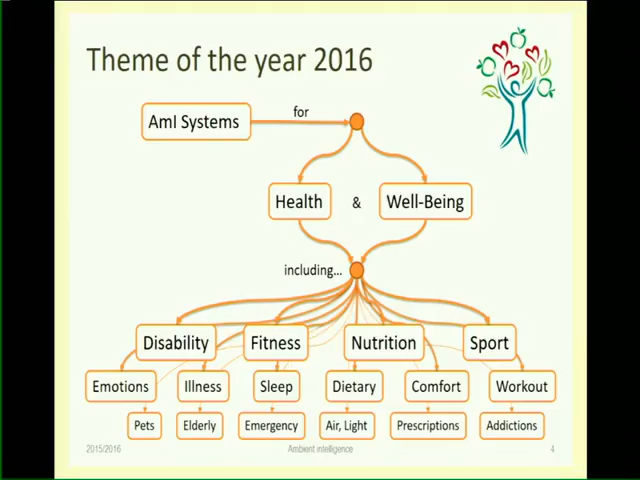 Theme of the year 2016
AmI Systems
for
Health
&
Well-Being
including...
Disability
Fitness
Nutrition
Sport
Emotions
Illness
Sleep
Dietary
Comfort
Workout
Pets
Elderly
Emergency
Air, Light
Prescriptions
Addictions
2015/2016
Ambient intelligence
4